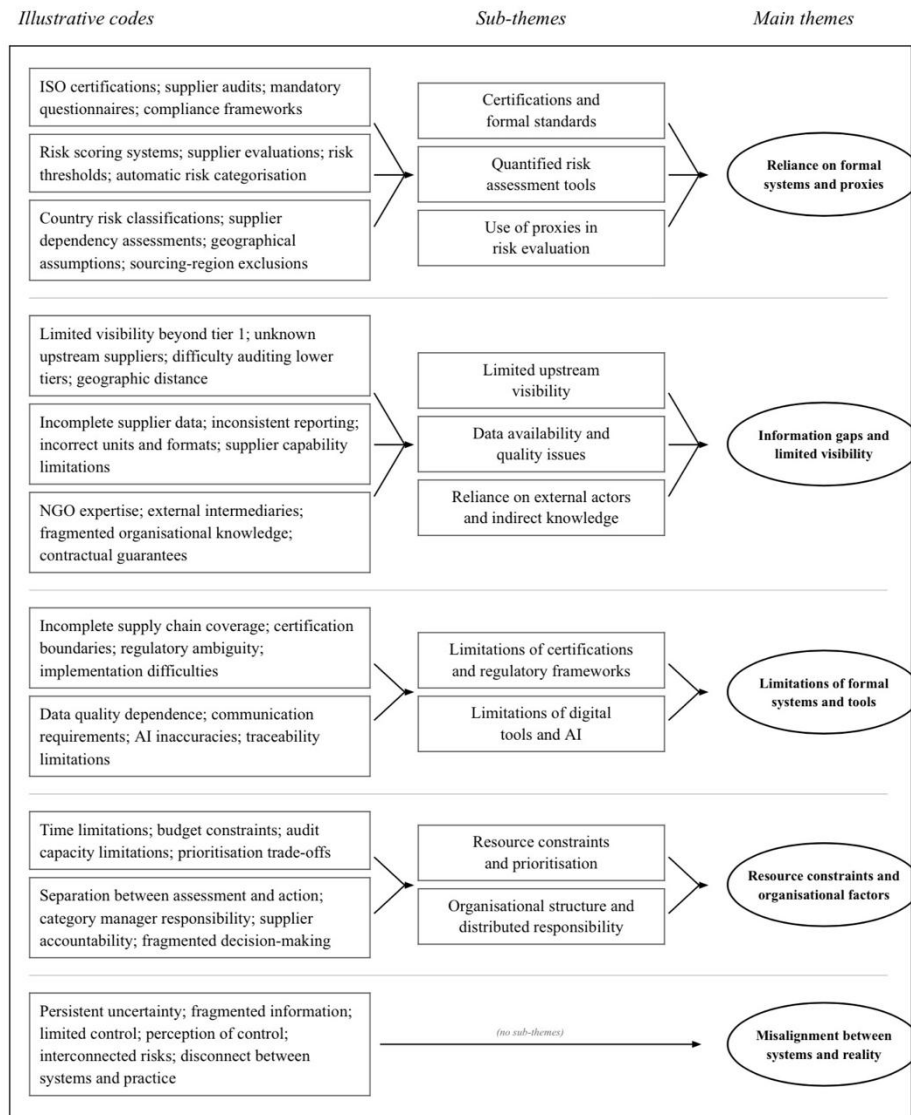 Illustrative codes
Sub-themes
Main themes
ISO certifications; supplier audits; mandatory
questionnaires; compliance frameworks
Risk scoring systems; supplier evaluations; risk
thresholds; automatic risk categorisation
Country risk classifications; supplier
dependency assessments; geographical
assumptions; sourcing-region exclusions
Certifications and
formal standards
Quantified risk
assessment tools
Use of proxies in
risk evaluation
Reliance on formal
systems and proxies
Limited visibility beyond tier 1; unknown
upstream suppliers; difficulty auditing lower
tiers; geographic distance
Incomplete supplier data; inconsistent reporting;
incorrect units and formats; supplier capability
limitations
NGO expertise; external intermediaries;
fragmented organisational knowledge;
contractual guarantees
Limited upstream
visibility
Data availability and
quality issues
Reliance on external actors
and indirect knowledge
Information gaps and
limited visibility
Incomplete supply chain coverage; certification
boundaries; regulatory ambiguity;
implementation difficulties
Data quality dependence; communication
requirements; AI inaccuracies; traceability
limitations
Limitations of certifications
and regulatory frameworks
Limitations of digital
tools and AI
Limitations of formal
systems and tools
Time limitations; budget constraints; audit
capacity limitations; prioritisation trade-offs
Separation between assessment and action;
category manager responsibility; supplier
accountability; fragmented decision-making
Resource constraints
and prioritisation
Organisational structure and
distributed responsibility
Resource constraints and
organisational factors
Persistent uncertainty; fragmented information;
limited control; perception of control;
interconnected risks; disconnect between
systems and practice
(no sub-themes)
Misalignment between
systems and reality